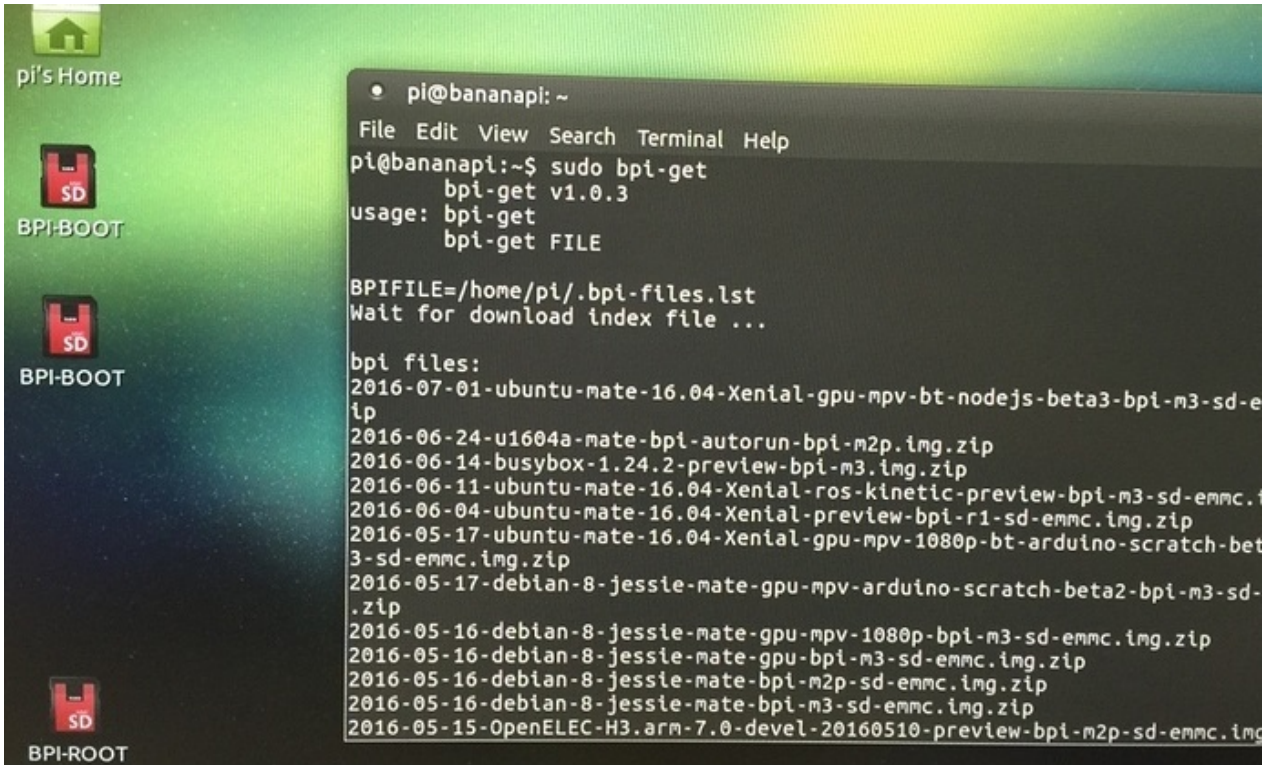 pi's Home
SD
BPI-BOOT
SD
BPI-BOOT
SD
BPI-ROOT
pi@bananapi: ~
File Edit View Search Terminal Help
pi@bananapi:~$ sudo bpi-get
bpi-get v1.0.3
usage: bpi-get
bpi-get FILE
BPIFILE=/home/pi/.bpi-files.lst
Wait for download index file ...
bpi files:
2016-07-01-ubuntu-mate-16.04-Xenial-gpu-mpv-bt-nodejs-beta3-bpi-m3-sd-e
ip
2016-06-24-u1604a-mate-bpi-autorun-bpi-m2p.img.zip
2016-06-14-busybox-1.24.2-preview-bpi-m3.img.zip
2016-06-11-ubuntu-mate-16.04-Xenial-ros-kinetic-preview-bpi-m3-sd-emmc.i
2016-06-04-ubuntu-mate-16.04-Xenial-preview-bpi-r1-sd-emmc.img.zip
2016-05-17-ubuntu-mate-16.04-Xenial-gpu-mpv-1080p-bt-arduino-scratch-bet
3-sd-emmc.img.zip
2016-05-17-debian-8-jessie-mate-gpu-mpv-arduino-scratch-beta2-bpi-m3-sd-
.zip
2016-05-16-debian-8-jessie-mate-gpu-mpv-1080p-bpi-m3-sd-emmc.img.zip
2016-05-16-debian-8-jessie-mate-gpu-bpi-m3-sd-emmc.img.zip
2016-05-16-debian-8-jessie-mate-bpi-m2p-sd-emmc.img.zip
2016-05-16-debian-8-jessie-mate-bpi-m3-sd-emmc.img.zip
2016-05-15-OpenELEC-H3.arm-7.0-devel-20160510-preview-bpi-m2p-sd-emmc.img